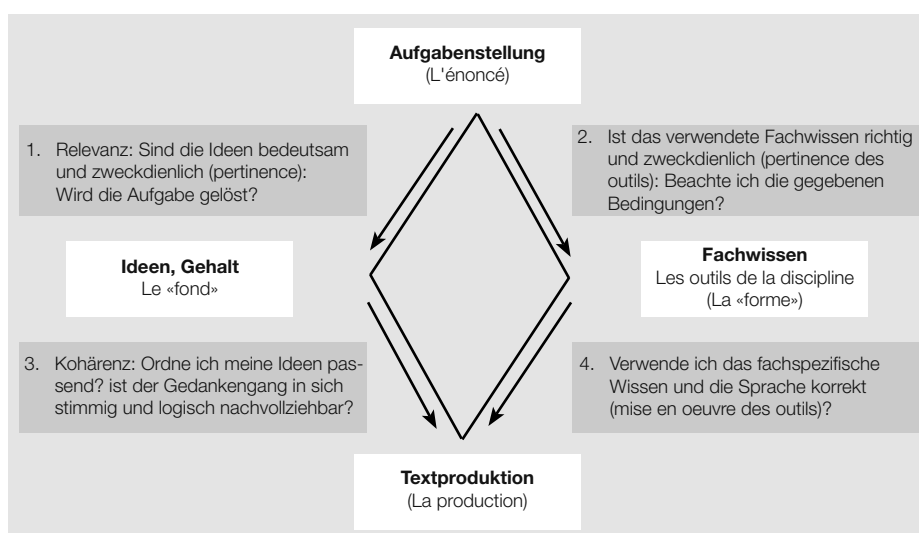 Aufgabenstellung
(L'énoncé)
1. Relevanz: Sind die Ideen bedeutsam
und zweckdienlich (pertinence):
Wird die Aufgabe gelöst?
2. Ist das verwendete Fachwissen richtig
und zweckdienlich (pertinence des
outils): Beachte ich die gegebenen
Bedingungen?
Ideen, Gehalt
Le «fond»
Fachwissen
Les outils de la discipline
(La «forme»)
3. Kohärenz: Ordne ich meine Ideen pas-
send? ist der Gedankengang in sich
stimmig und logisch nachvollziehbar?
4. Verwende ich das fachspezifische
Wissen und die Sprache korrekt
(mise en oeuvre des outils)?
Textproduktion
(La production)